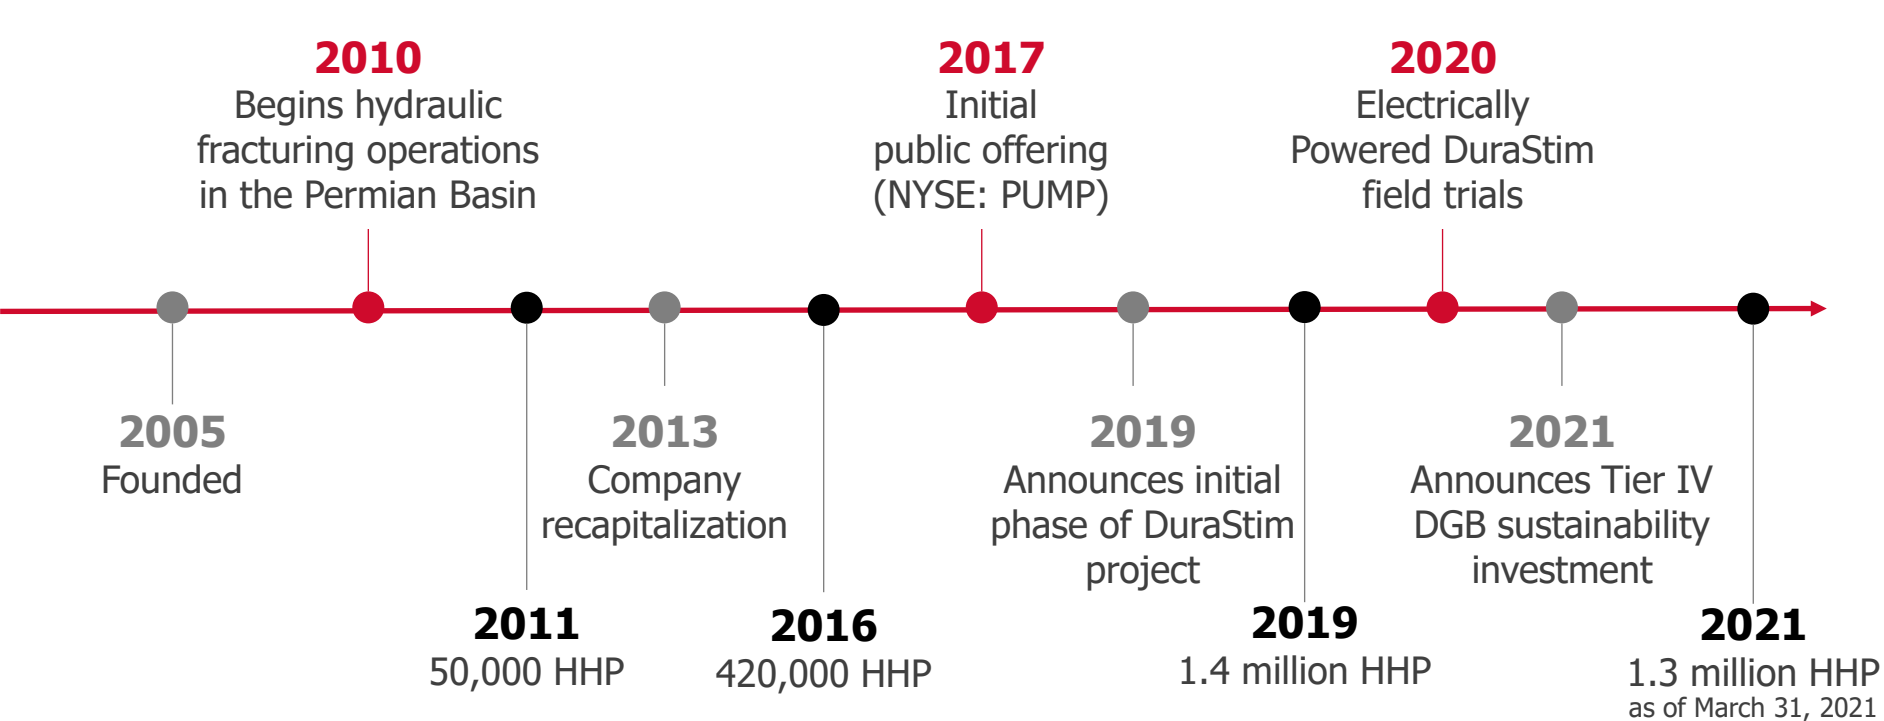 2010
Begins hydraulic
fracturing operations
in the Permian Basin
2017
Initial
public offering
(NYSE: PUMP)
2020
Electrically
Powered DuraStim
field trials
2005
Founded
2013
Company
recapitalization
2019
Announces initial
phase of DuraStim
project
2021
Announces Tier IV
DGB sustainability
investment
2011
50,000 HHP
2016
420,000 HHP
2019
1.4 million HHP
2021
1.3 million HHP
as of March 31, 2021